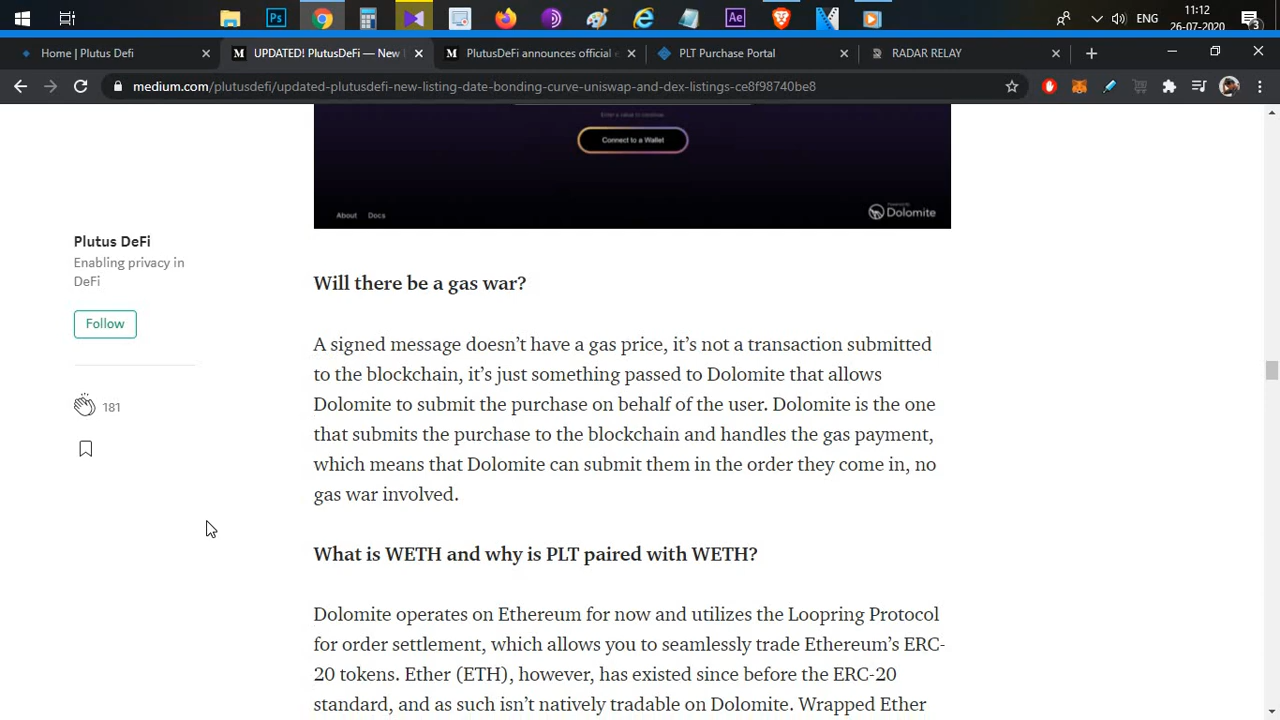 Ps
Ae
ENG
11:12
26-07-2020
3
Home | Plutus Defi
M UPDATED! PlutusDeFi — New
M PlutusDeFi announces official e
PLT Purchase Portal
RADAR RELAY
medium.com/plutusdefi/updated-plutusdefi-new-listing-date-bonding-curve-uniswap-and-dex-listings-ce8f98740be8
Enter a value to continue...
Connect to a Wallet
About Docs
Dolomite
Plutus DeFi
Enabling privacy in
DeFi
Follow
181
Will there be a gas war?
A signed message doesn’t have a gas price, it’s not a transaction submitted
to the blockchain, it’s just something passed to Dolomite that allows
Dolomite to submit the purchase on behalf of the user. Dolomite is the one
that submits the purchase to the blockchain and handles the gas payment,
which means that Dolomite can submit them in the order they come in, no
gas war involved.
What is WETH and why is PLT paired with WETH?
Dolomite operates on Ethereum for now and utilizes the Loopring Protocol
for order settlement, which allows you to seamlessly trade Ethereum’s ERC-
20 tokens. Ether (ETH), however, has existed since before the ERC-20
standard, and as such isn’t natively tradable on Dolomite. Wrapped Ether